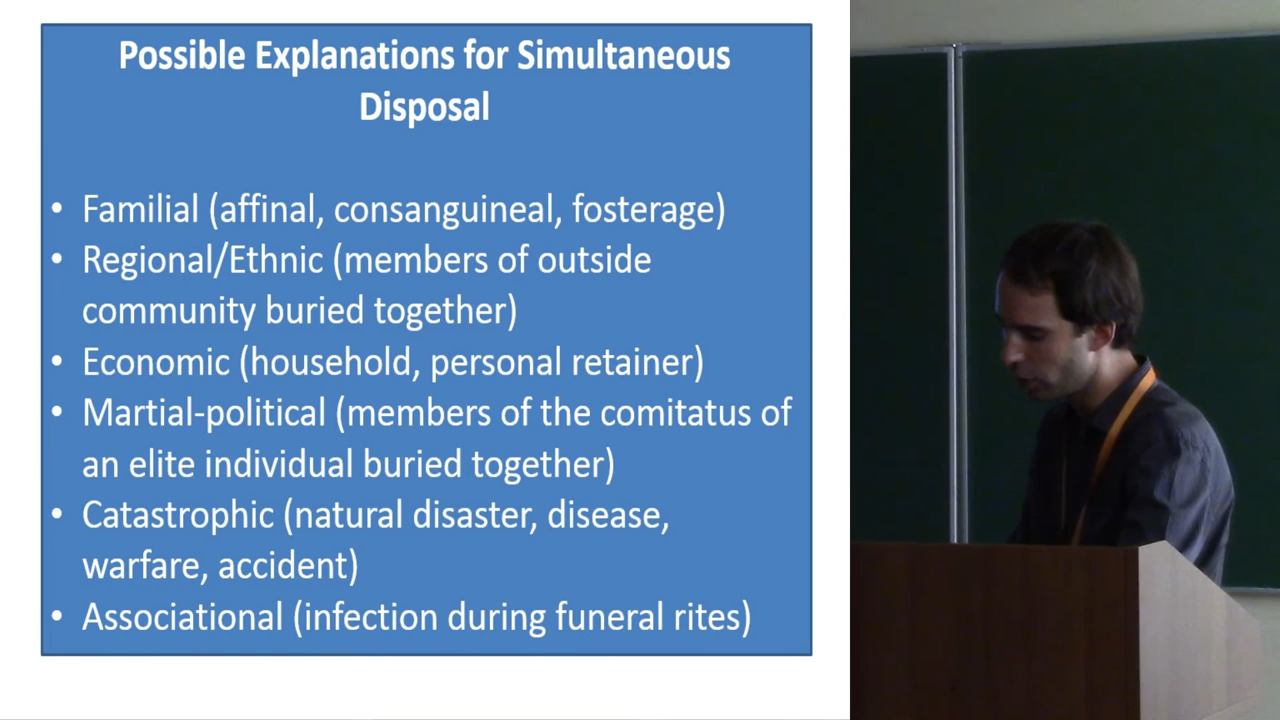 Possible Explanations for Simultaneous
Disposal
• Familial (affinal, consanguineal, fosterage)
• Regional/Ethnic (members of outside
community buried together)
• Economic (household, personal retainer)
• Martial-political (members of the comitatus of
an elite individual buried together)
• Catastrophic (natural disaster, disease,
warfare, accident)
• Associational (infection during funeral rites)